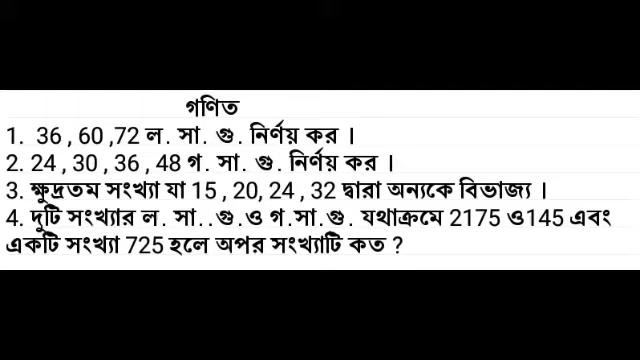 গণিত
1. 36 , 60 ,72 ল. সা. গু. নির্ণয় কর ।
2. 24 , 30 , 36 , 48 গ. সা. গু. নির্ণয় কর ।
3. ক্ষুদ্রতম সংখ্যা যা 15 , 20, 24 , 32 দ্বারা অন্যকে বিভাজ্য ।
4. দুটি সংখ্যার ল. সা..গু.ও গ.সা.গু. যথাক্রমে 2175 ও145 এবং
একটি সংখ্যা 725 হলে অপর সংখ্যাটি কত ?